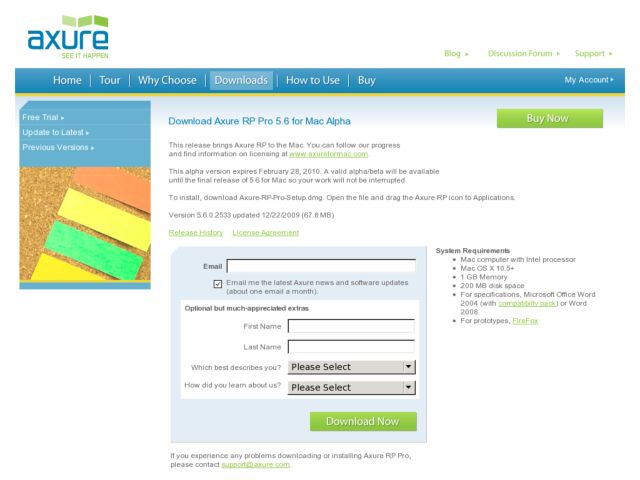 axure
SEE IT HAPPEN
Blog
Discussion Forum
Support
Home
Tour
Why Choose
Downloads
How to Use
Buy
My Account
Free Trial
Update to Latest
Previous Versions
Download Axure RP Pro 5.6 for Mac Alpha
Buy Now
This release brings Axure RP to the Mac. You can follow our progress
and find information on licensing at www.axureformac.com.
This alpha version expires February 28, 2010. A valid alpha/beta will be available
until the final release of 5.6 for Mac so your work will not be interrupted.
To install, download Axure-RP-Pro-Setup.dmg. Open the file and drag the Axure RP icon to Applications.
Version 5.6.0.2533 updated 12/22/2009 (67.8 MB)
Release History License Agreement
Email
Email me the latest Axure news and software updates
(about one email a month).
Optional but much-appreciated extras
First Name
Last Name
Which best describes you? Please Select
How did you learn about us? Please Select
Download Now
System Requirements
Mac computer with Intel processor
Mac OS X 10.5+
1 GB Memory
200 MB disk space
For specifications, Microsoft Office Word
2004 (with compatibilty pack) or Word
2008
For prototypes, FireFox
If you experience any problems downloading or installing Axure RP Pro,
please contact support@axure.com.